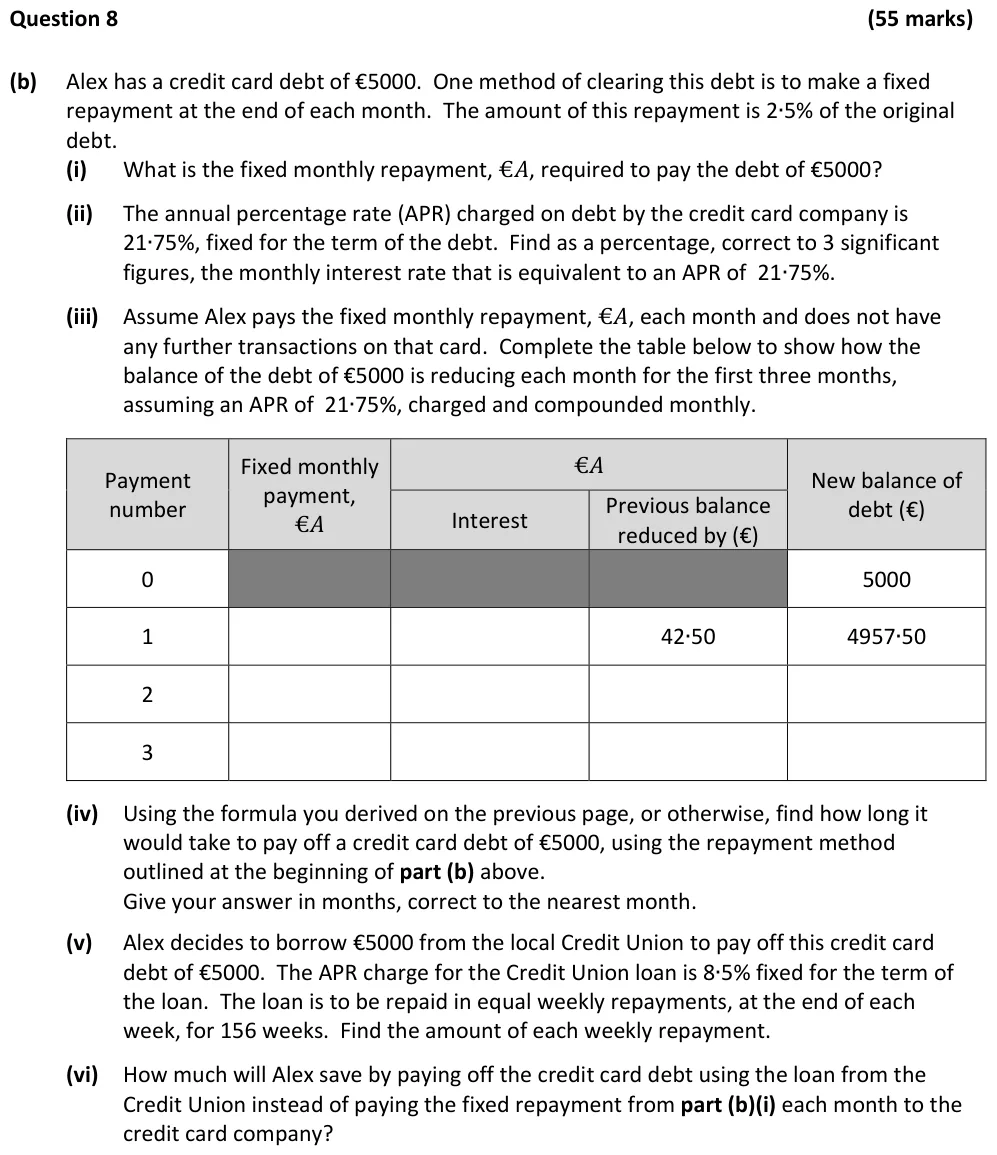 Question 8 (55 marks)
(b) Alex has a credit card debt of €5000. One method of clearing this debt is to make a fixed
repayment at the end of each month. The amount of this repayment is 2·5% of the original
debt.
(i) What is the fixed monthly repayment, €A, required to pay the debt of €5000?
(ii) The annual percentage rate (APR) charged on debt by the credit card company is
21·75%, fixed for the term of the debt. Find as a percentage, correct to 3 significant
figures, the monthly interest rate that is equivalent to an APR of 21·75%.
(iii) Assume Alex pays the fixed monthly repayment, €A, each month and does not have
any further transactions on that card. Complete the table below to show how the
balance of the debt of €5000 is reducing each month for the first three months,
assuming an APR of 21·75%, charged and compounded monthly.
Payment
number
Fixed monthly
payment,
€A
€A
Interest
Previous balance
reduced by (€)
New balance of
debt (€)
0 5000
1 42·50 4957·50
2
3
(iv) Using the formula you derived on the previous page, or otherwise, find how long it
would take to pay off a credit card debt of €5000, using the repayment method
outlined at the beginning of part (b) above.
Give your answer in months, correct to the nearest month.
(v) Alex decides to borrow €5000 from the local Credit Union to pay off this credit card
debt of €5000. The APR charge for the Credit Union loan is 8·5% fixed for the term of
the loan. The loan is to be repaid in equal weekly repayments, at the end of each
week, for 156 weeks. Find the amount of each weekly repayment.
(vi) How much will Alex save by paying off the credit card debt using the loan from the
Credit Union instead of paying the fixed repayment from part (b)(i) each month to the
credit card company?